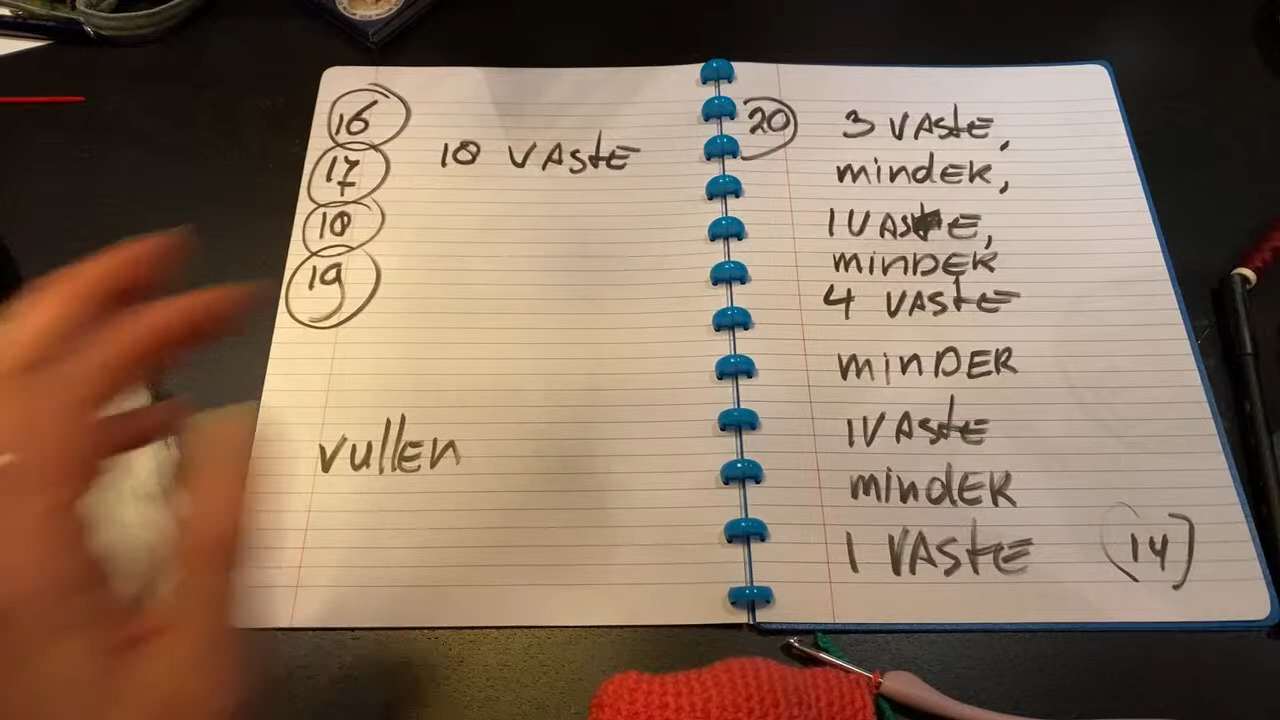 16
17
18
19
18 VASTE
vullEn
20
3 VASTE,
mindER,
1 VASTE,
minDER
4 VASTE
minDER
1 VASTE
mindER
1 VASTE (14)